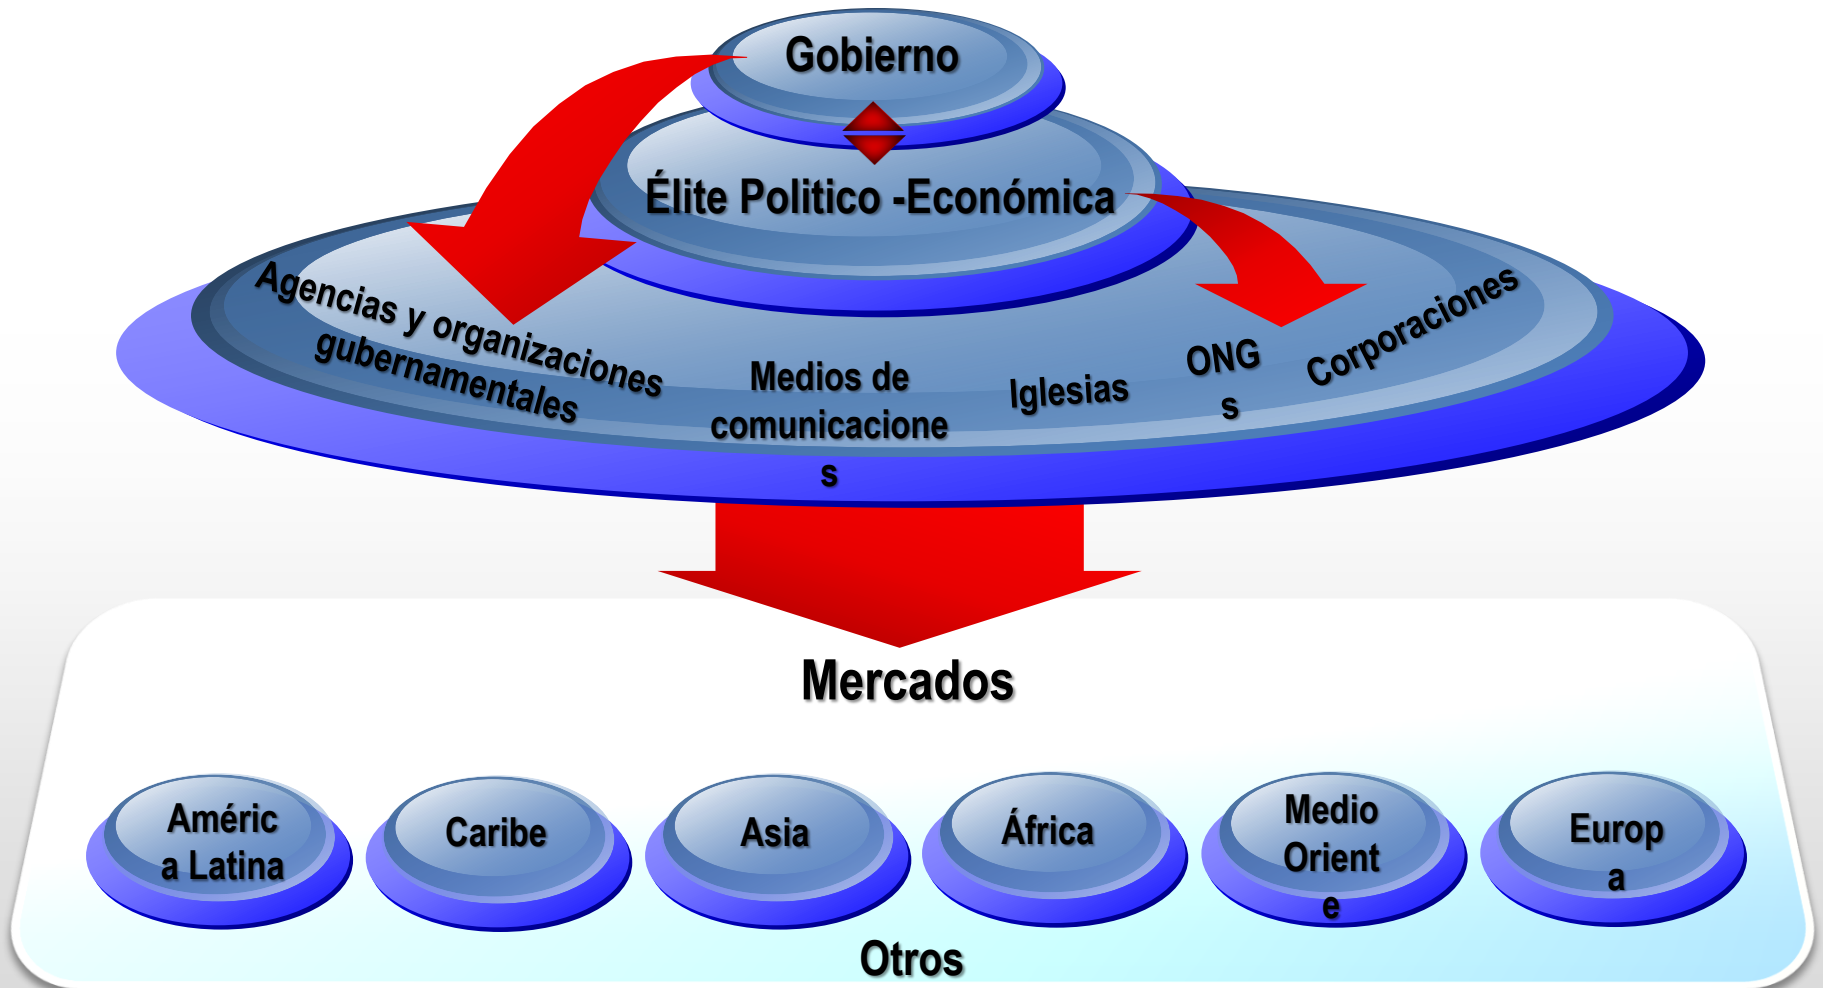 Gobierno
Élite Politico -Económica
Agencias y organizaciones
gubernamentales
Medios de
comunicacione
s
Iglesias
ONG
s
Corporaciones
Mercados
Améric
a Latina
Caribe
Asia
África
Medio
Orient
e
Europ
a
Otros